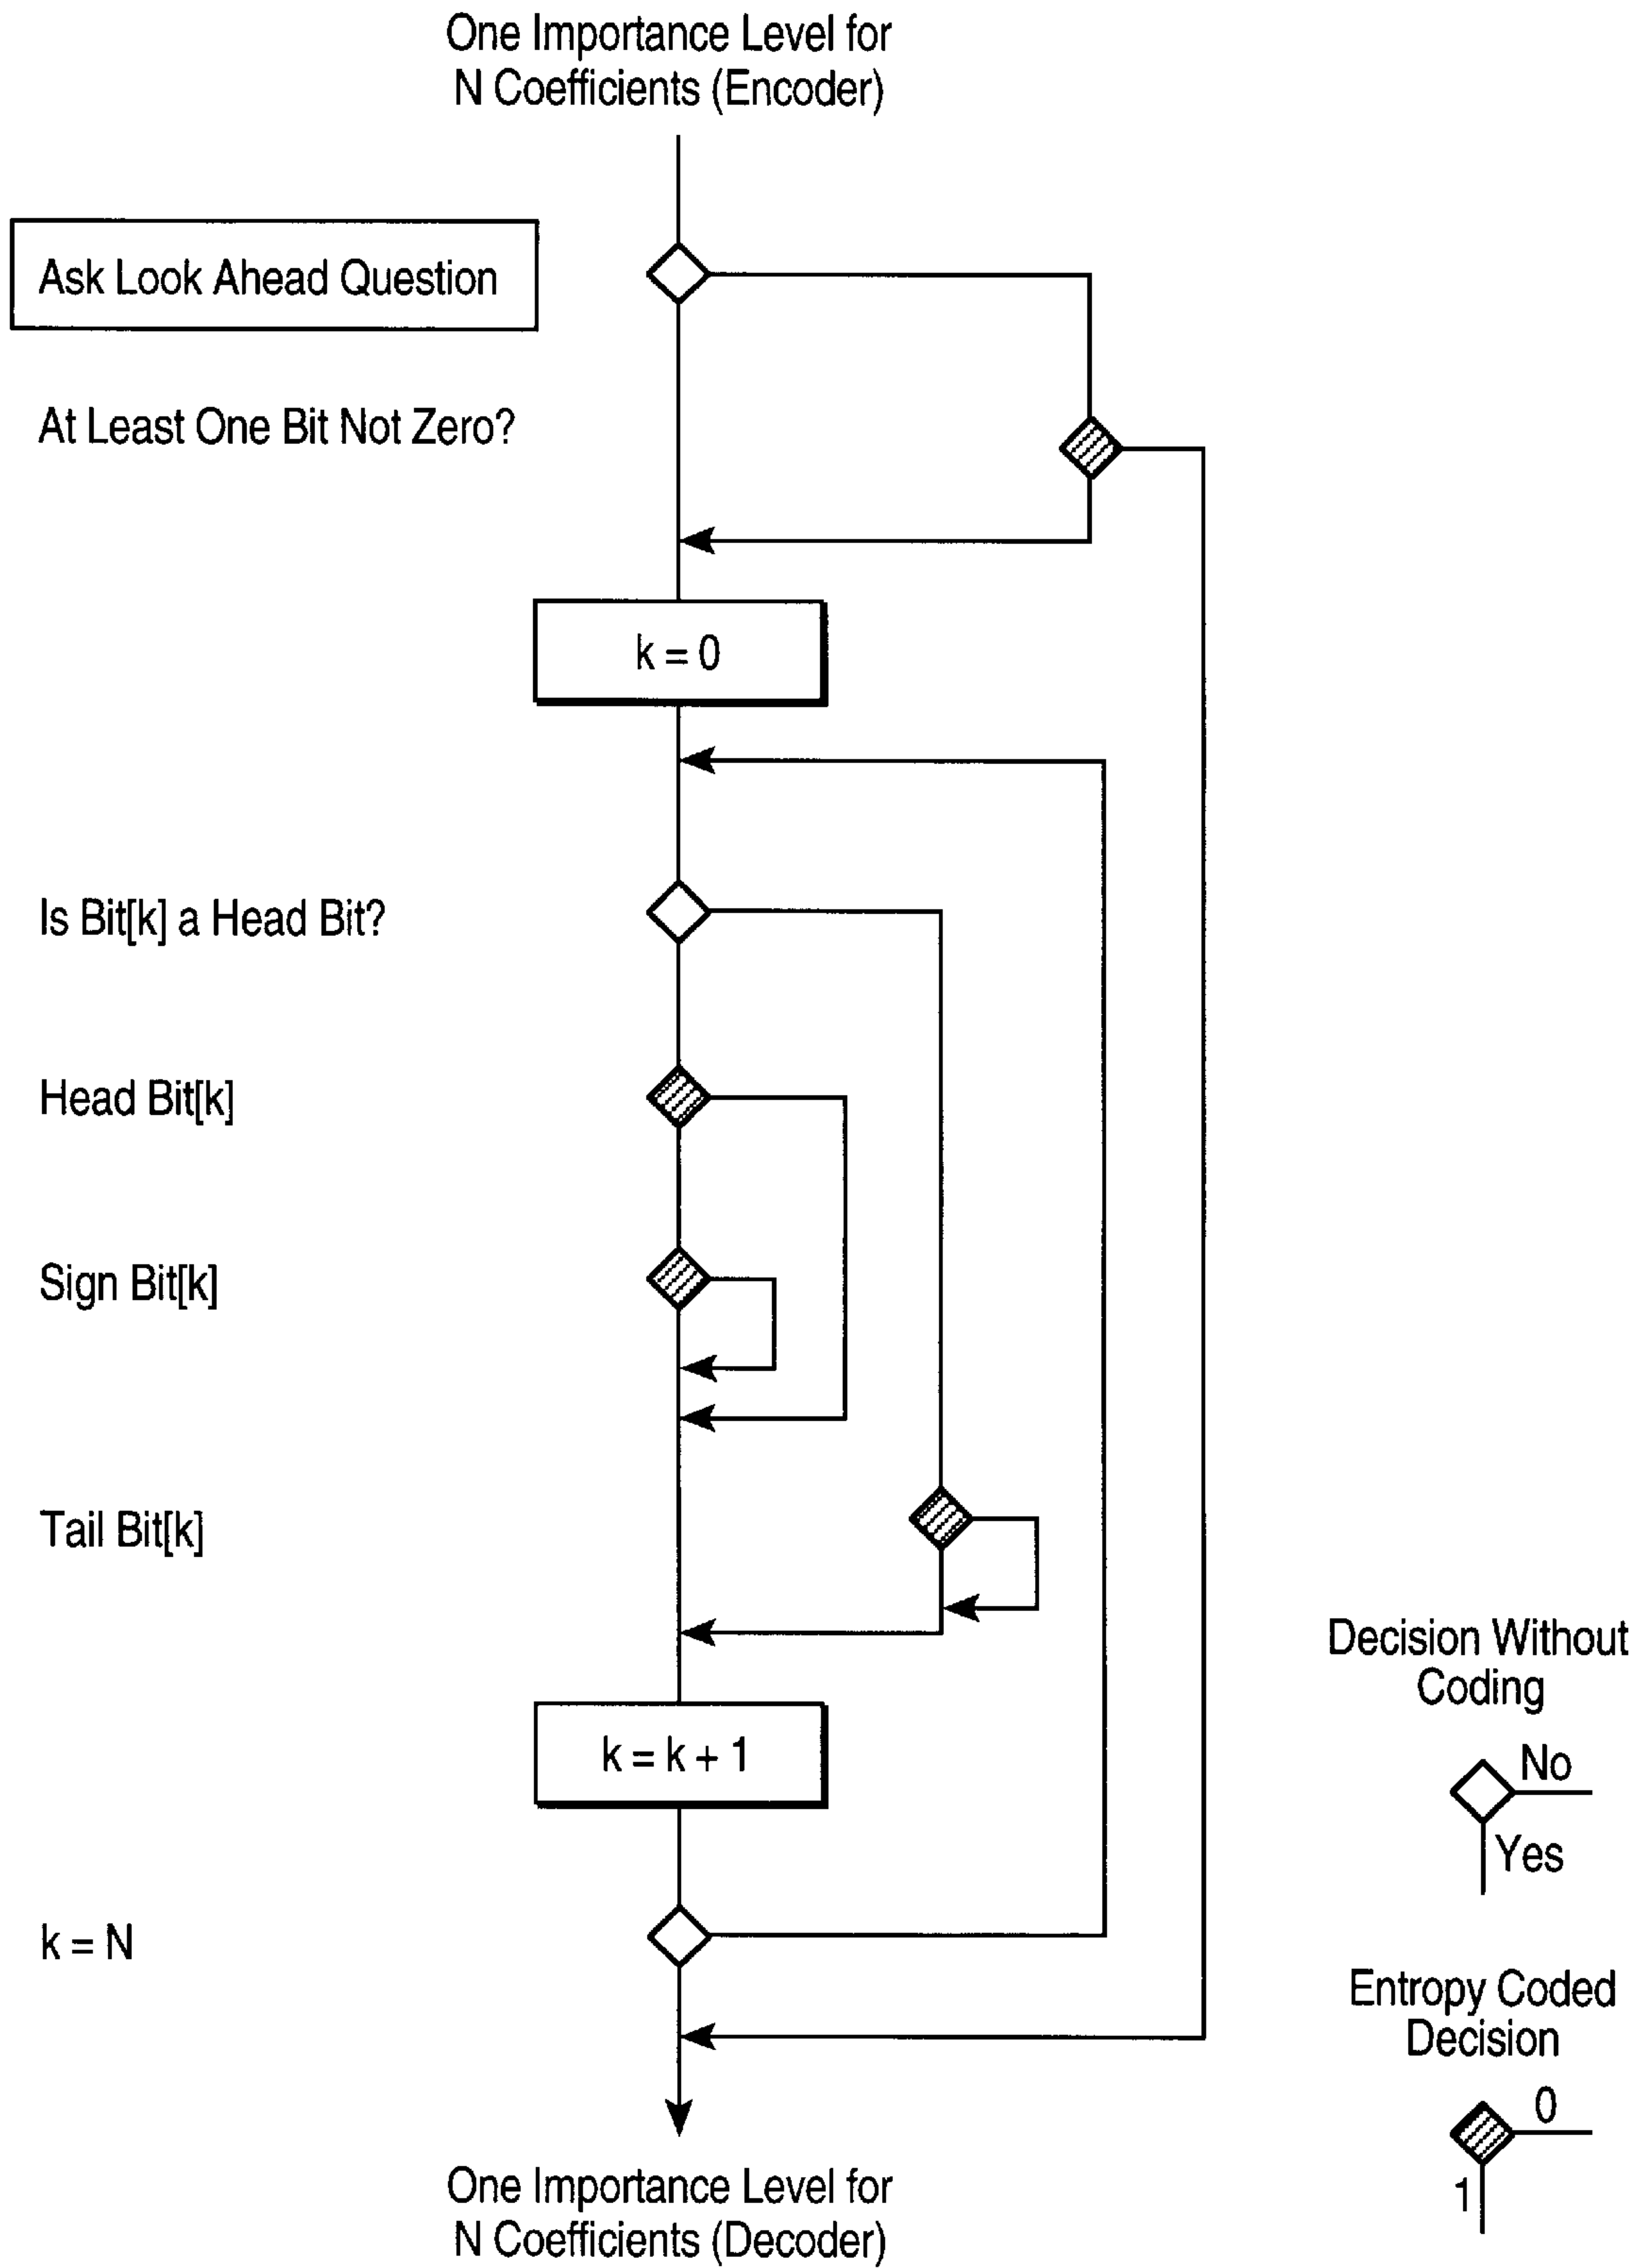 One Importance Level for
N Coefficients (Encoder)
Ask Look Ahead Question
At Least One Bit Not Zero?
k = 0
Is Bit[k] a Head Bit?
Head Bit[k]
Sign Bit[k]
Tail Bit[k]
Decision Without
Coding
k = k + 1
No
Yes
k = N
Entropy Coded
Decision
0
1
One Importance Level for
N Coefficients (Decoder)